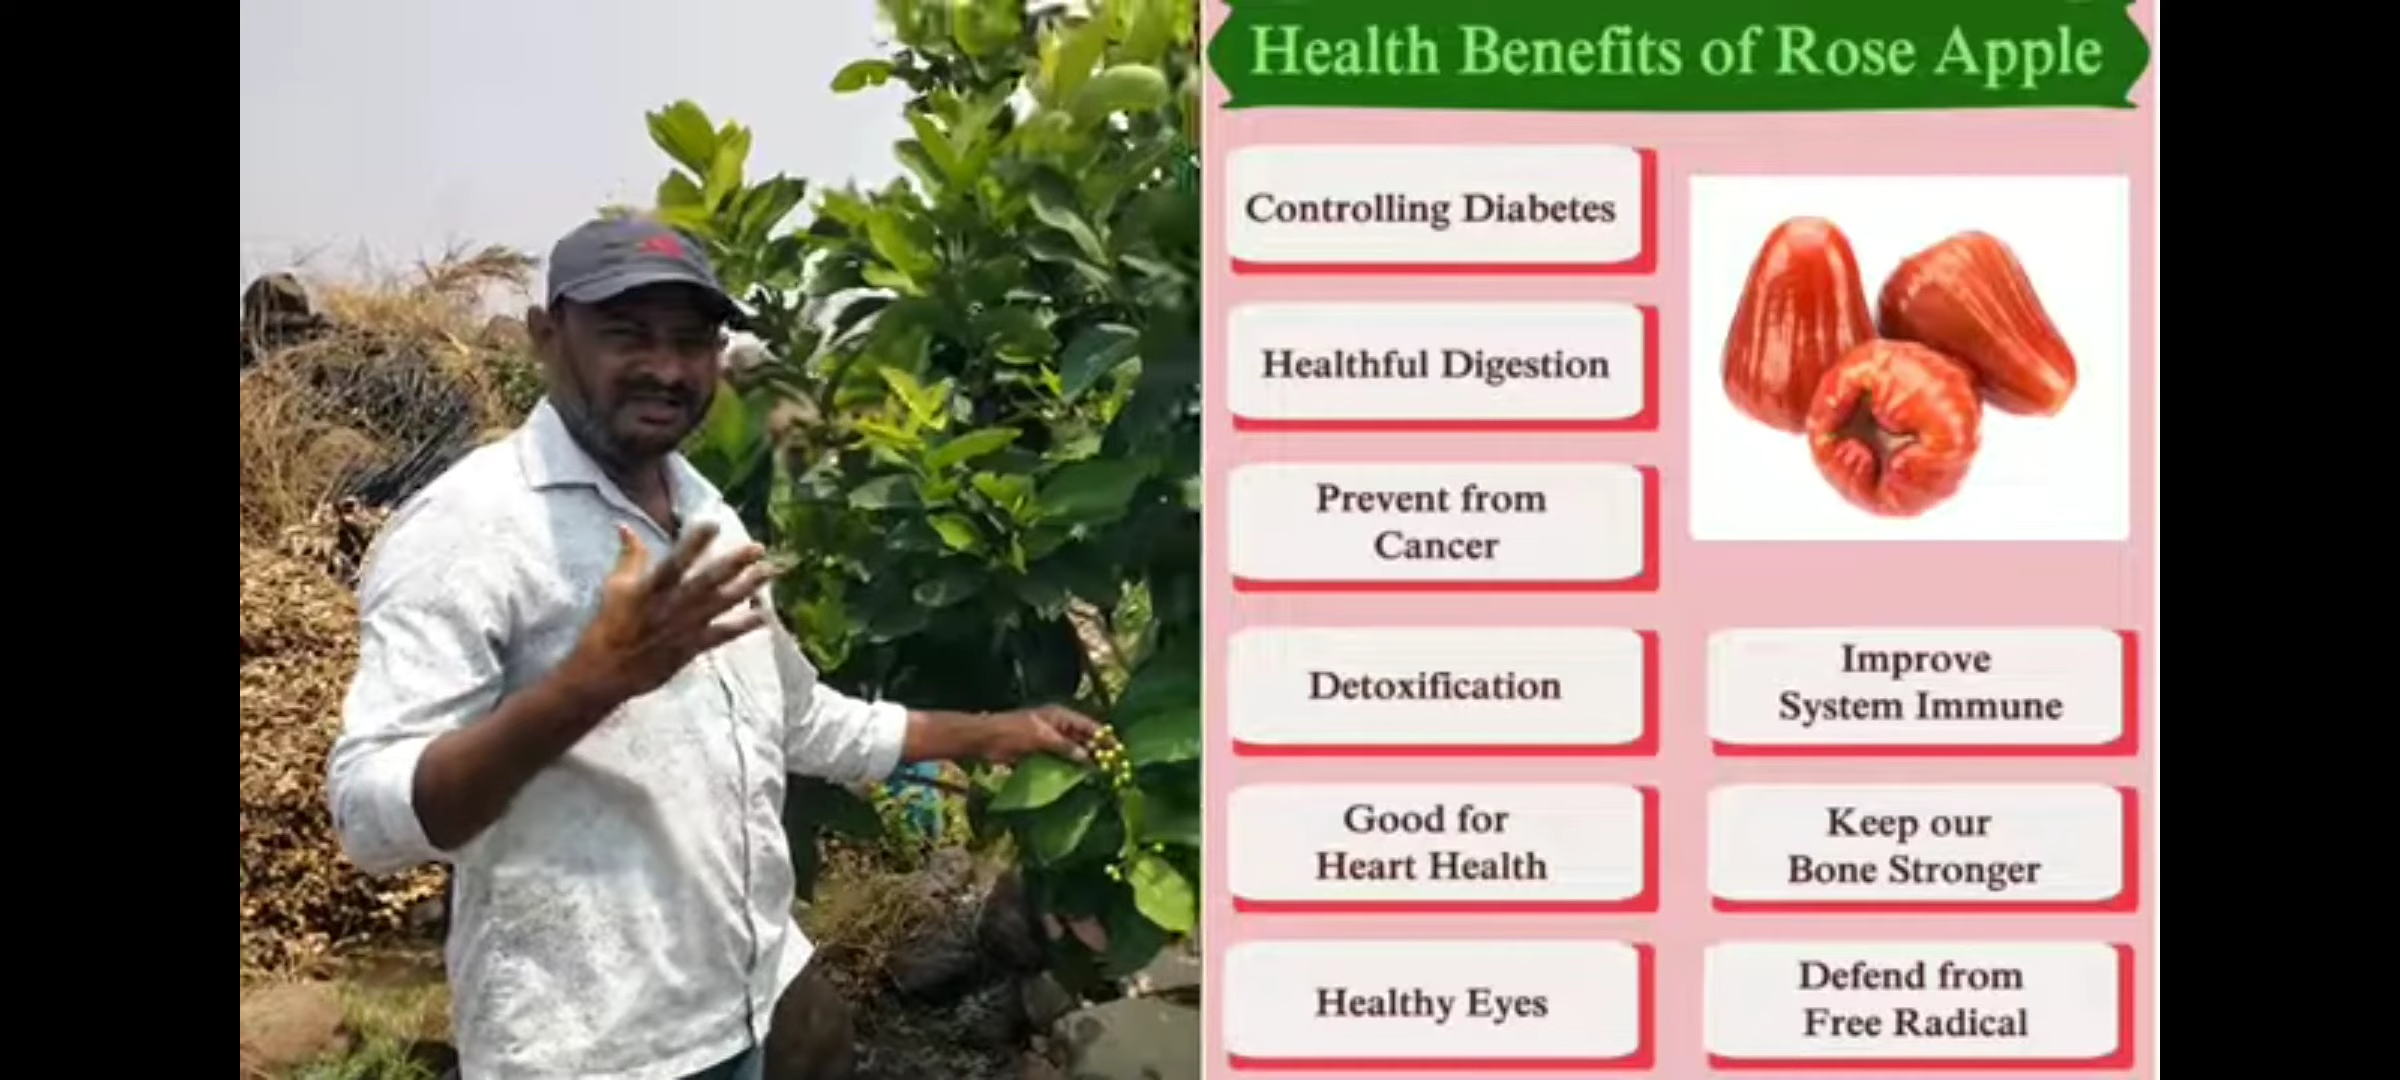 Health Benefits of Rose Apple
Controlling Diabetes
Healthful Digestion
Prevent from
Cancer
Detoxification
Good for
Heart Health
Healthy Eyes
Improve
System Immune
Keep our
Bone Stronger
Defend from
Free Radical